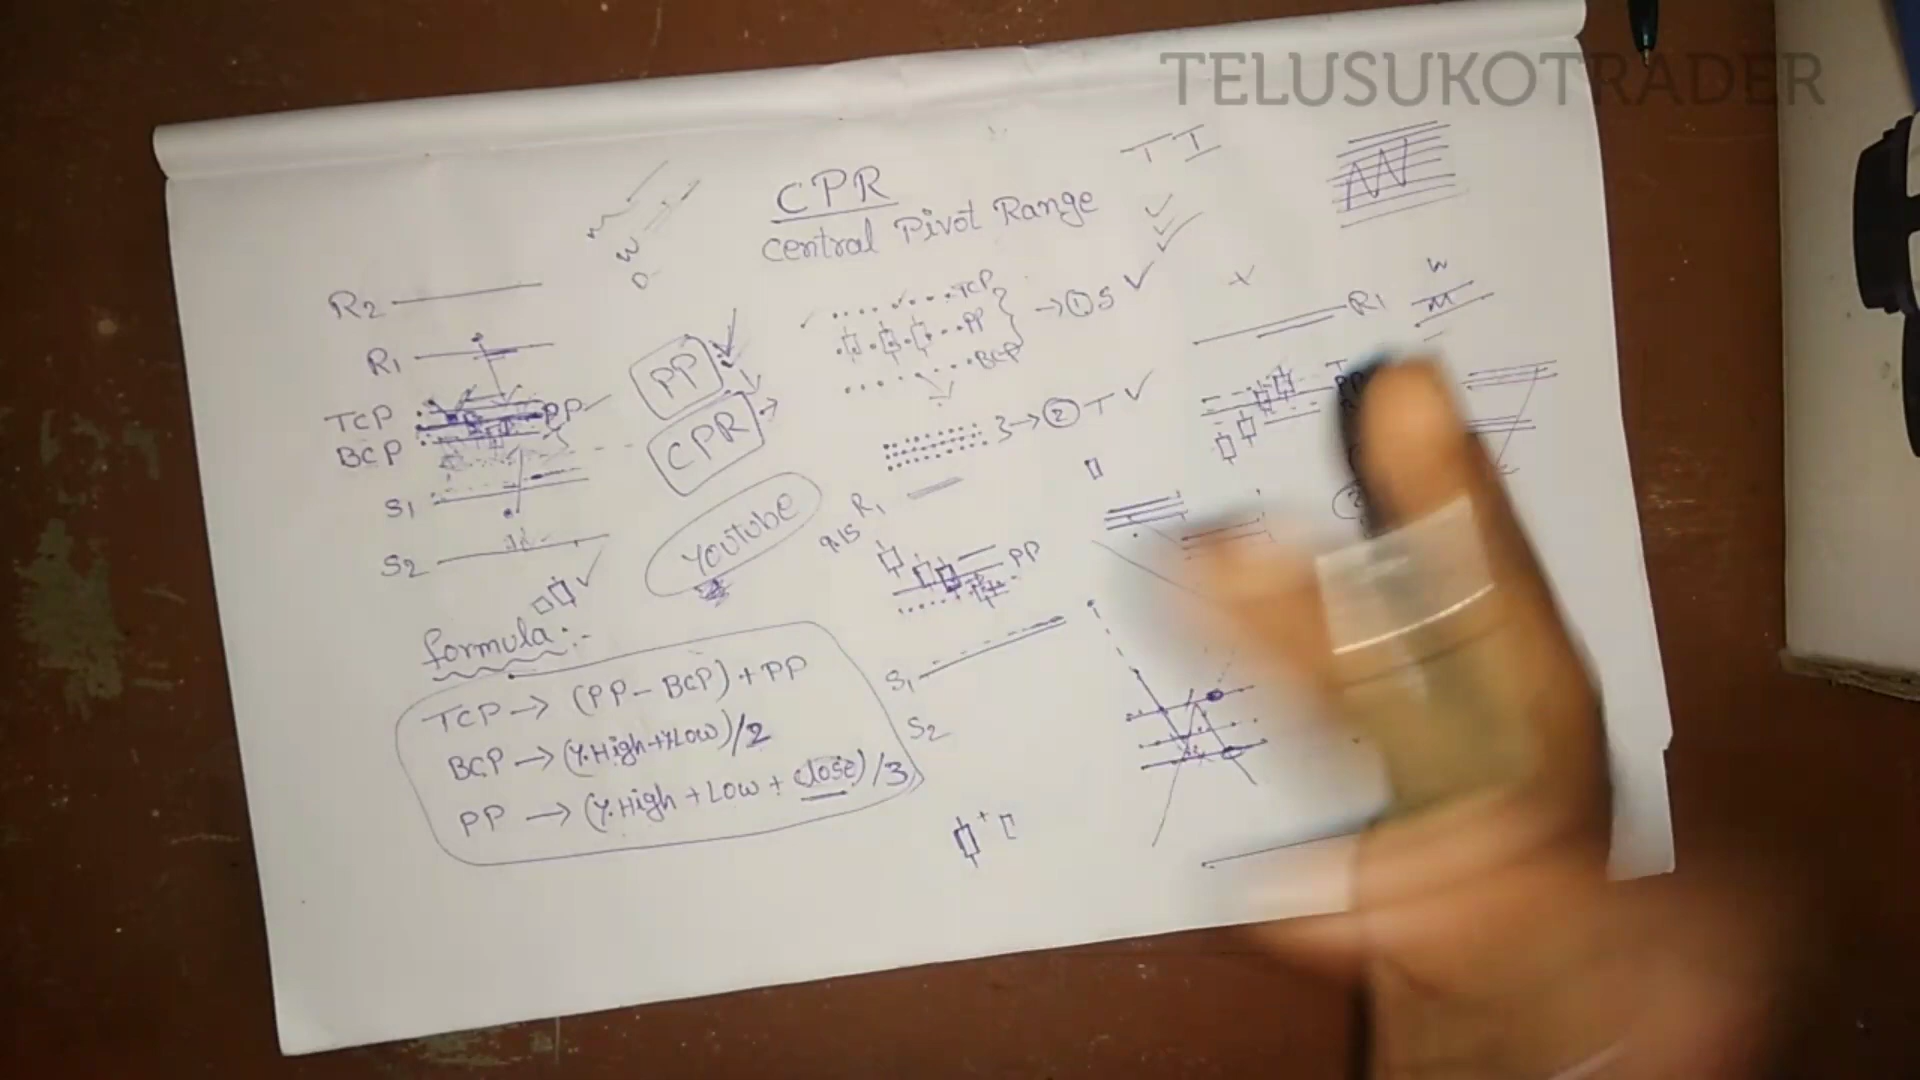 TELUSUKOTRADER
CPR
Central Pivot Range
R2
R1
TCP
PP
BCP
S1
S2
W
D
PP
CPR
YOUTUBE
TCP
PP
BCP
→ ① S ✓
3 → ② T ✓
9.15
R1
PP
S1
S2
R1
W
formula:-
TCP → (PP - BCP) + PP
BCP → (Y.High+Y.Low)/2
PP → (Y.High + Low + close)/3